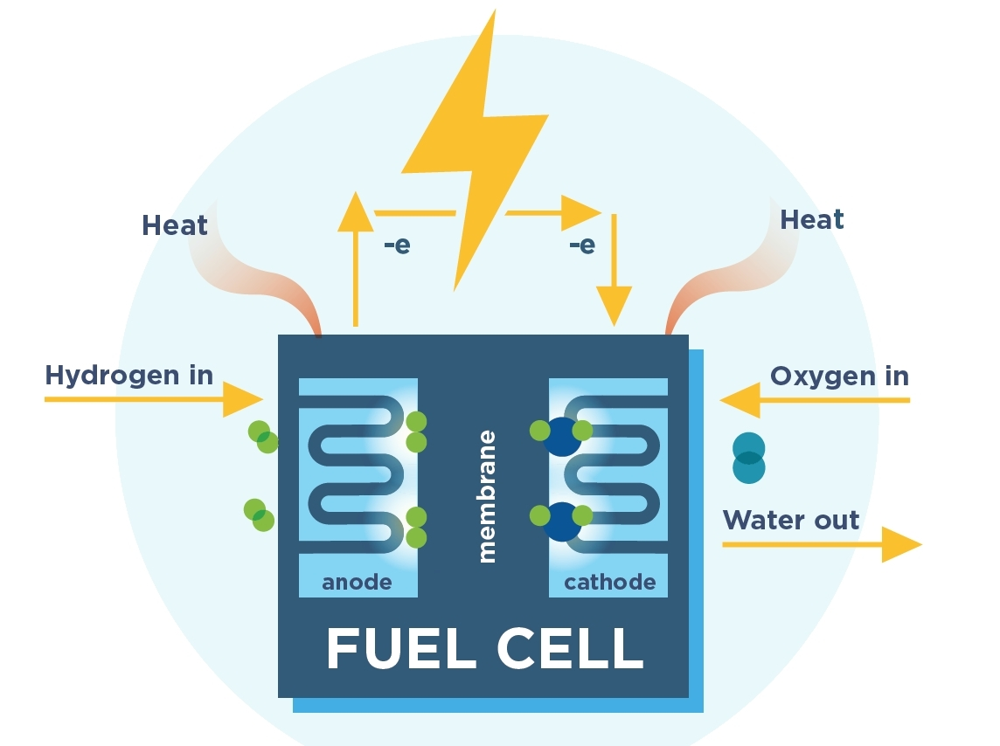 Heat
Heat
-e
-e
Hydrogen in
Oxygen in
membrane
Water out
anode
cathode
FUEL CELL